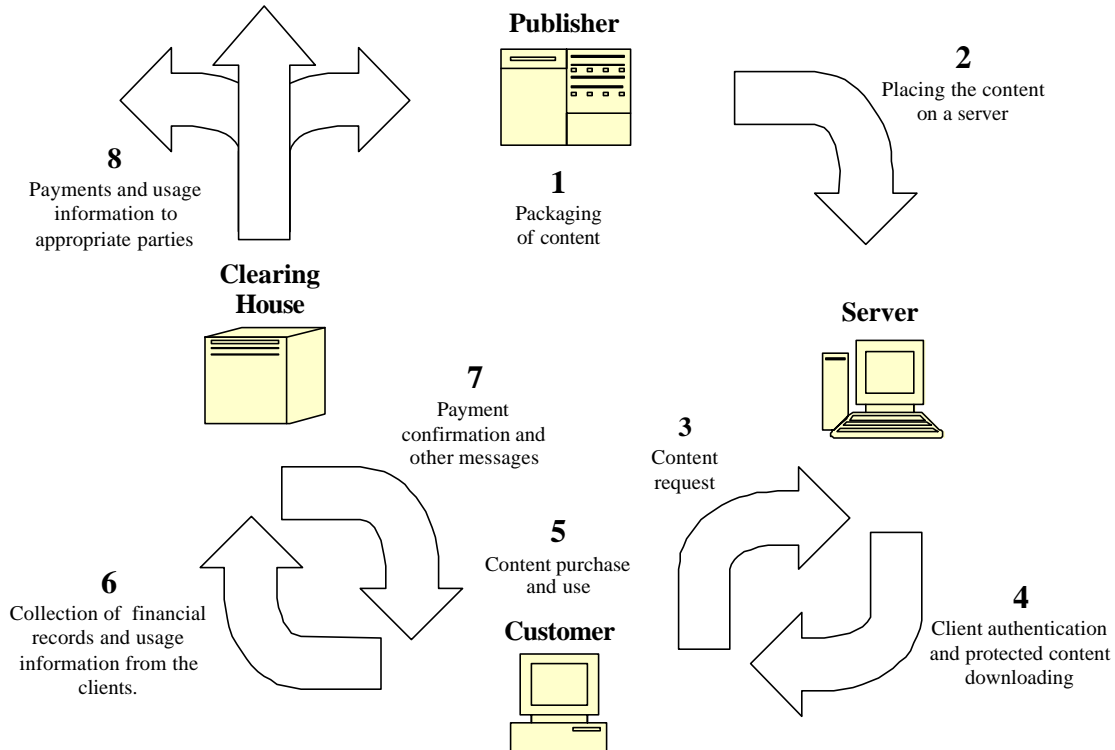 Publisher
1
Packaging
of content
2
Placing the content
on a server
8
Payments and usage
information to
appropriate parties
Clearing
House
Server
7
Payment
confirmation and
other messages
3
Content
request
5
Content purchase
and use
6
Collection of financial
records and usage
information from the
clients.
Customer
4
Client authentication
and protected content
downloading